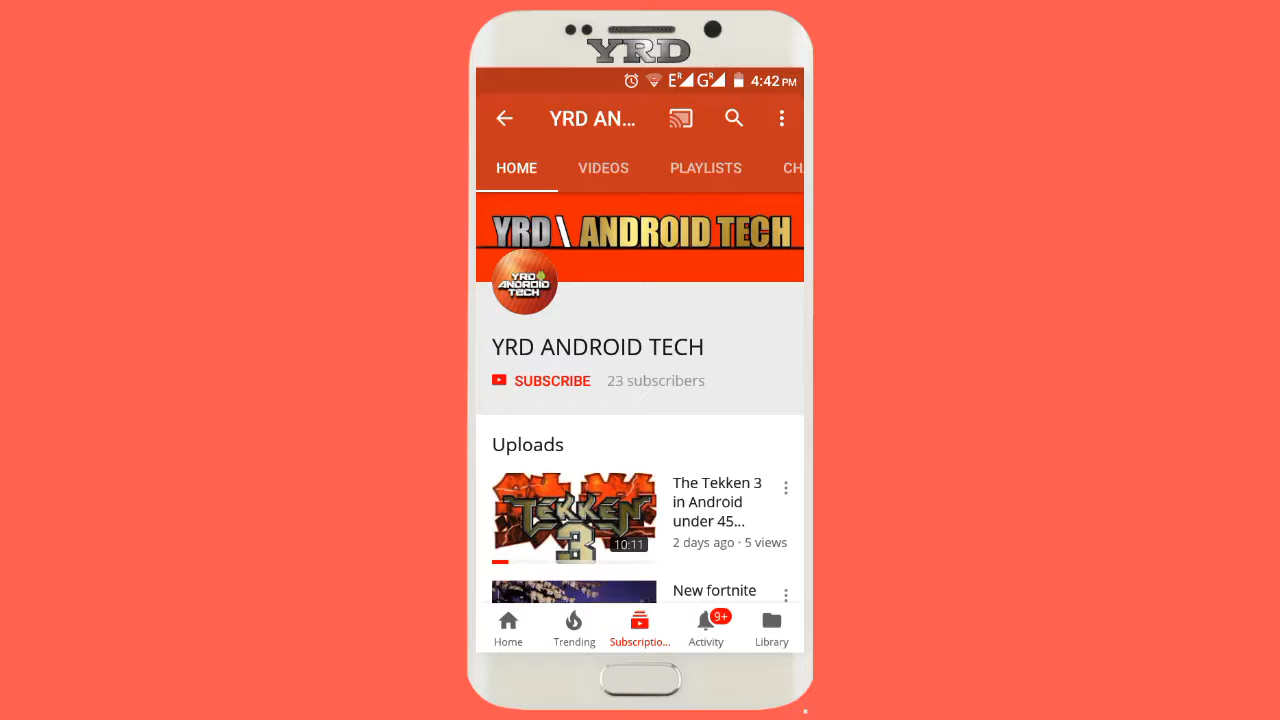 YRD
E R G R 4:42 PM
YRD AN...
HOME VIDEOS PLAYLISTS CH
YRD \ ANDROID TECH
YRD
ANDROID
TECH
YRD ANDROID TECH
SUBSCRIBE 23 subscribers
Uploads
TEKKEN
3
10:11
The Tekken 3
in Android
under 45...
2 days ago · 5 views
New fortnite
9+
Home Trending Subscriptio... Activity Library